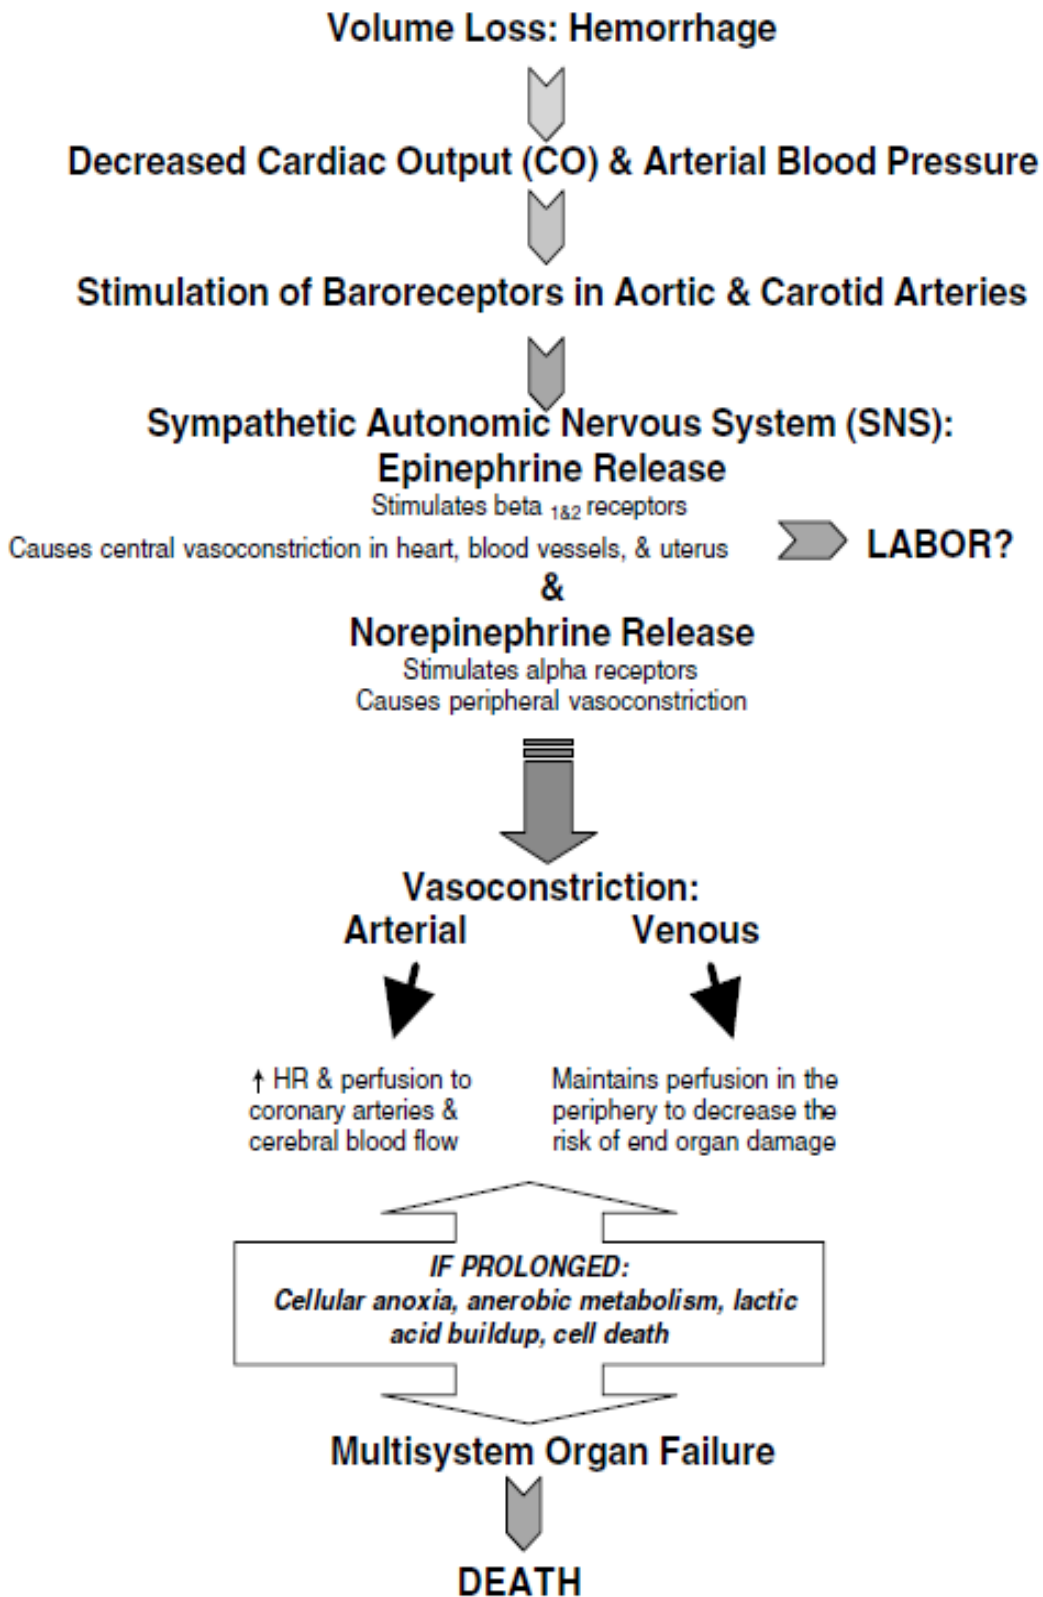 Volume Loss: Hemorrhage
Decreased Cardiac Output (CO) & Arterial Blood Pressure
Stimulation of Baroreceptors in Aortic & Carotid Arteries
Sympathetic Autonomic Nervous System (SNS):
Epinephrine Release
Stimulates beta 1&2 receptors
Causes central vasoconstriction in heart, blood vessels, & uterus
LABOR?
&
Norepinephrine Release
Stimulates alpha receptors
Causes peripheral vasoconstriction
Vasoconstriction:
Arterial
Venous
↑ HR & perfusion to
coronary arteries &
cerebral blood flow
Maintains perfusion in the
periphery to decrease the
risk of end organ damage
IF PROLONGED:
Cellular anoxia, anerobic metabolism, lactic
acid buildup, cell death
Multisystem Organ Failure
DEATH